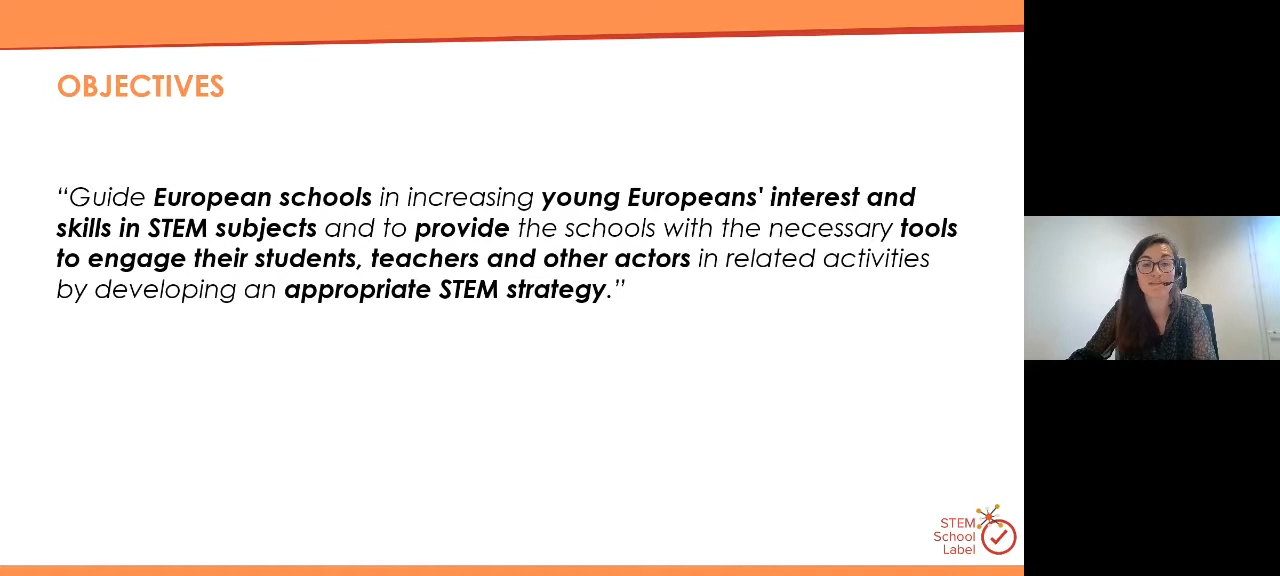 OBJECTIVES
“Guide European schools in increasing young Europeans' interest and
skills in STEM subjects and to provide the schools with the necessary tools
to engage their students, teachers and other actors in related activities
by developing an appropriate STEM strategy.”
STEM
School
Label